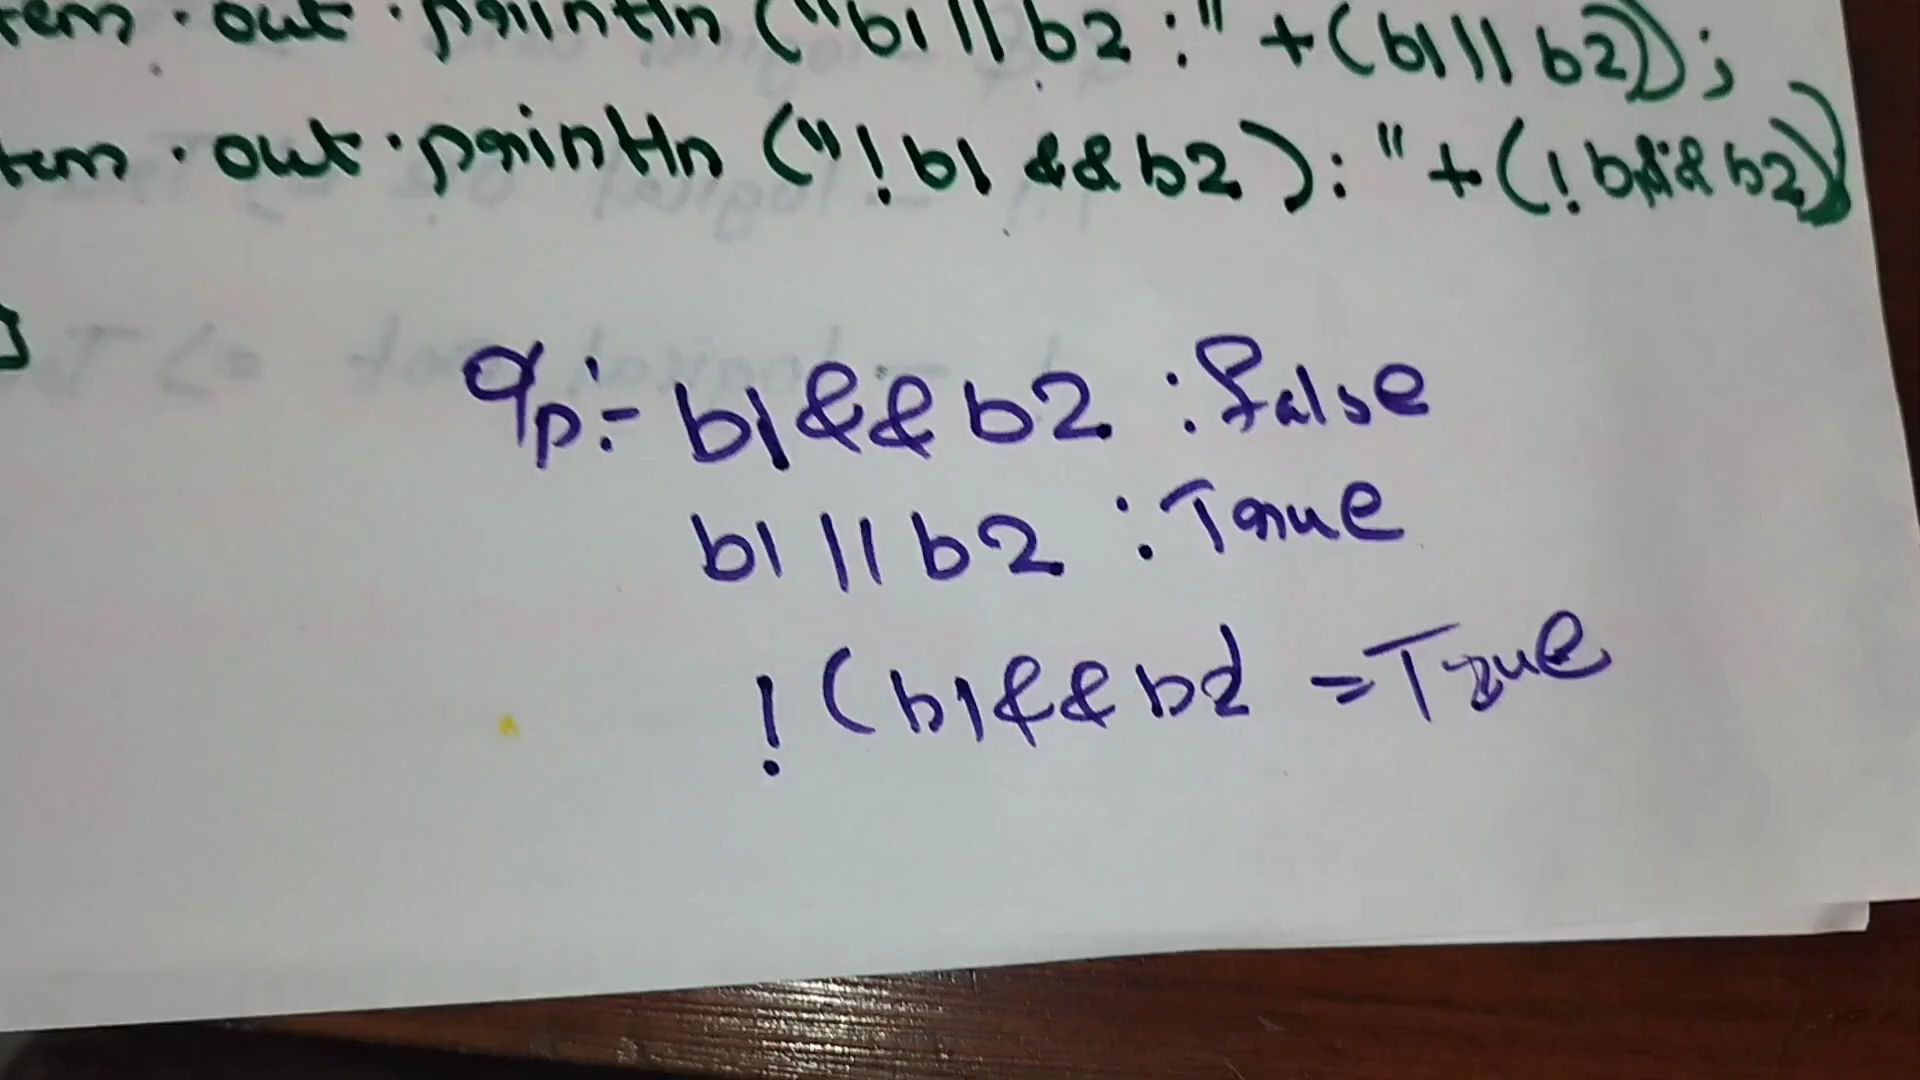 tem.out.println("b1 || b2 :" + (b1 || b2));
tem.out.println("!b1 && b2): " + (!b1 && b2)
}
O/p:- b1 && b2 : false
b1 || b2 : True
!(b1 && b2 = True